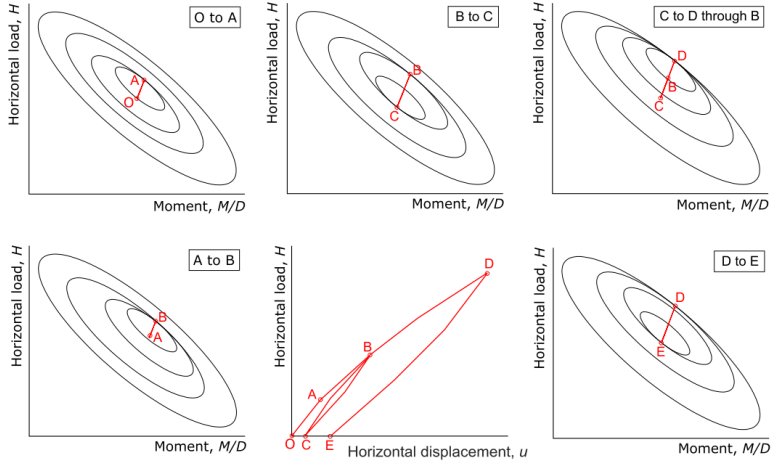 O to A
Horizontal load, H
A
O
Moment, M/D
B to C
Horizontal load, H
B
C
Moment, M/D
C to D through B
Horizontal load, H
D
B
C
Moment, M/D
A to B
Horizontal load, H
B
A
Moment, M/D
Horizontal load, H
D
B
A
O
C
E
Horizontal displacement, u
D to E
Horizontal load, H
D
E
Moment, M/D